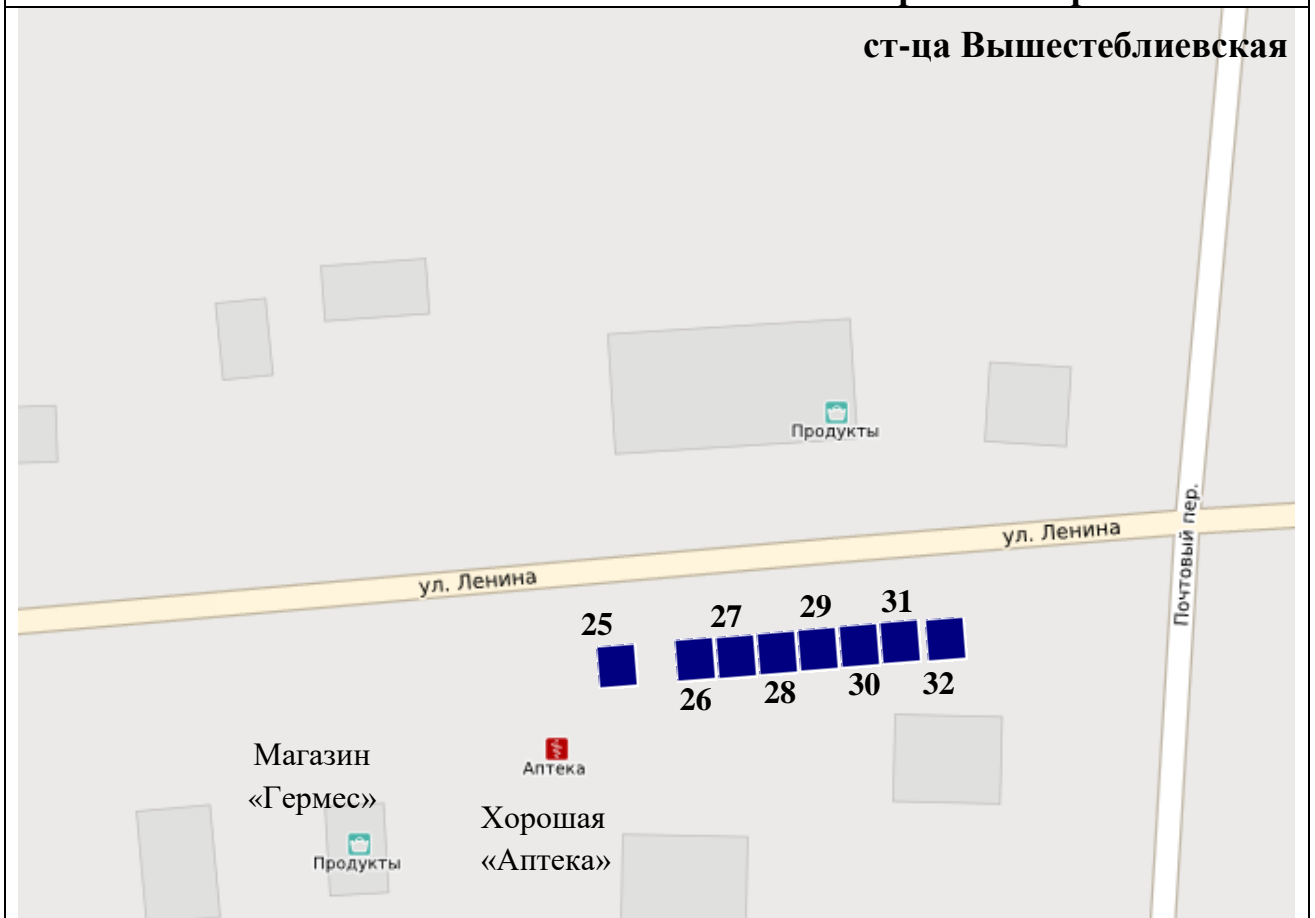 ст-ца Вышестеблиевская
Продукты
ул. Ленина
ул. Ленина
Почтовый пер.
25
27
29
31
26
28
30
32
Магазин
«Гермес»
Продукты
Аптека
Хорошая
«Аптека»